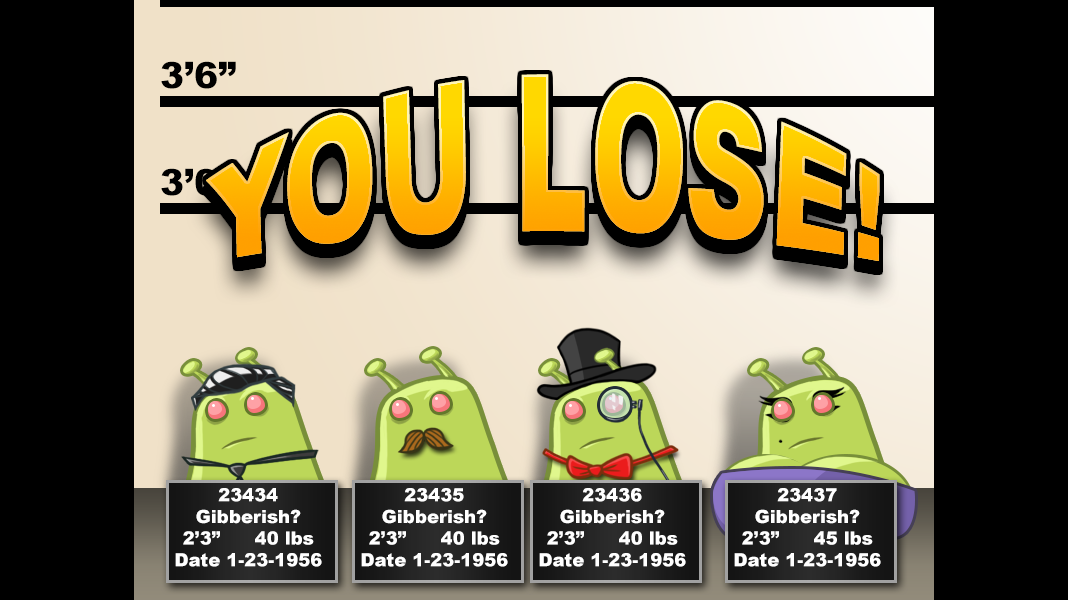 3’6”
3’
YOU LOSE!
23434
Gibberish?
2’3” 40 lbs
Date 1-23-1956
23435
Gibberish?
2’3” 40 lbs
Date 1-23-1956
23436
Gibberish?
2’3” 40 lbs
Date 1-23-1956
23437
Gibberish?
2’3” 45 lbs
Date 1-23-1956